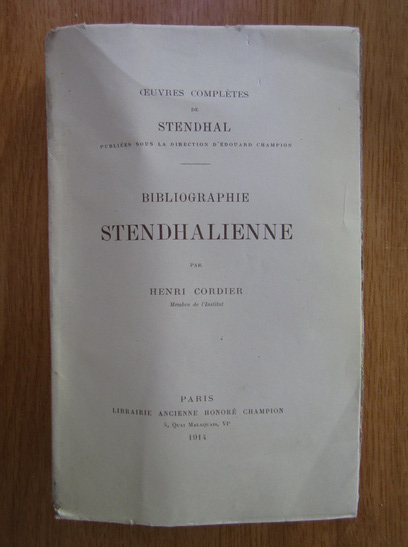 ŒUVRES COMPLÈTES
DE
STENDHAL
PUBLIÉES SOUS LA DIRECTION D'ÉDOUARD CHAMPION
BIBLIOGRAPHIE
STENDHALIENNE
PAR
HENRI CORDIER
Membre de l'Institut
PARIS
LIBRAIRIE ANCIENNE HONORÉ CHAMPION
5, Quai Malaquais, VIe
1914